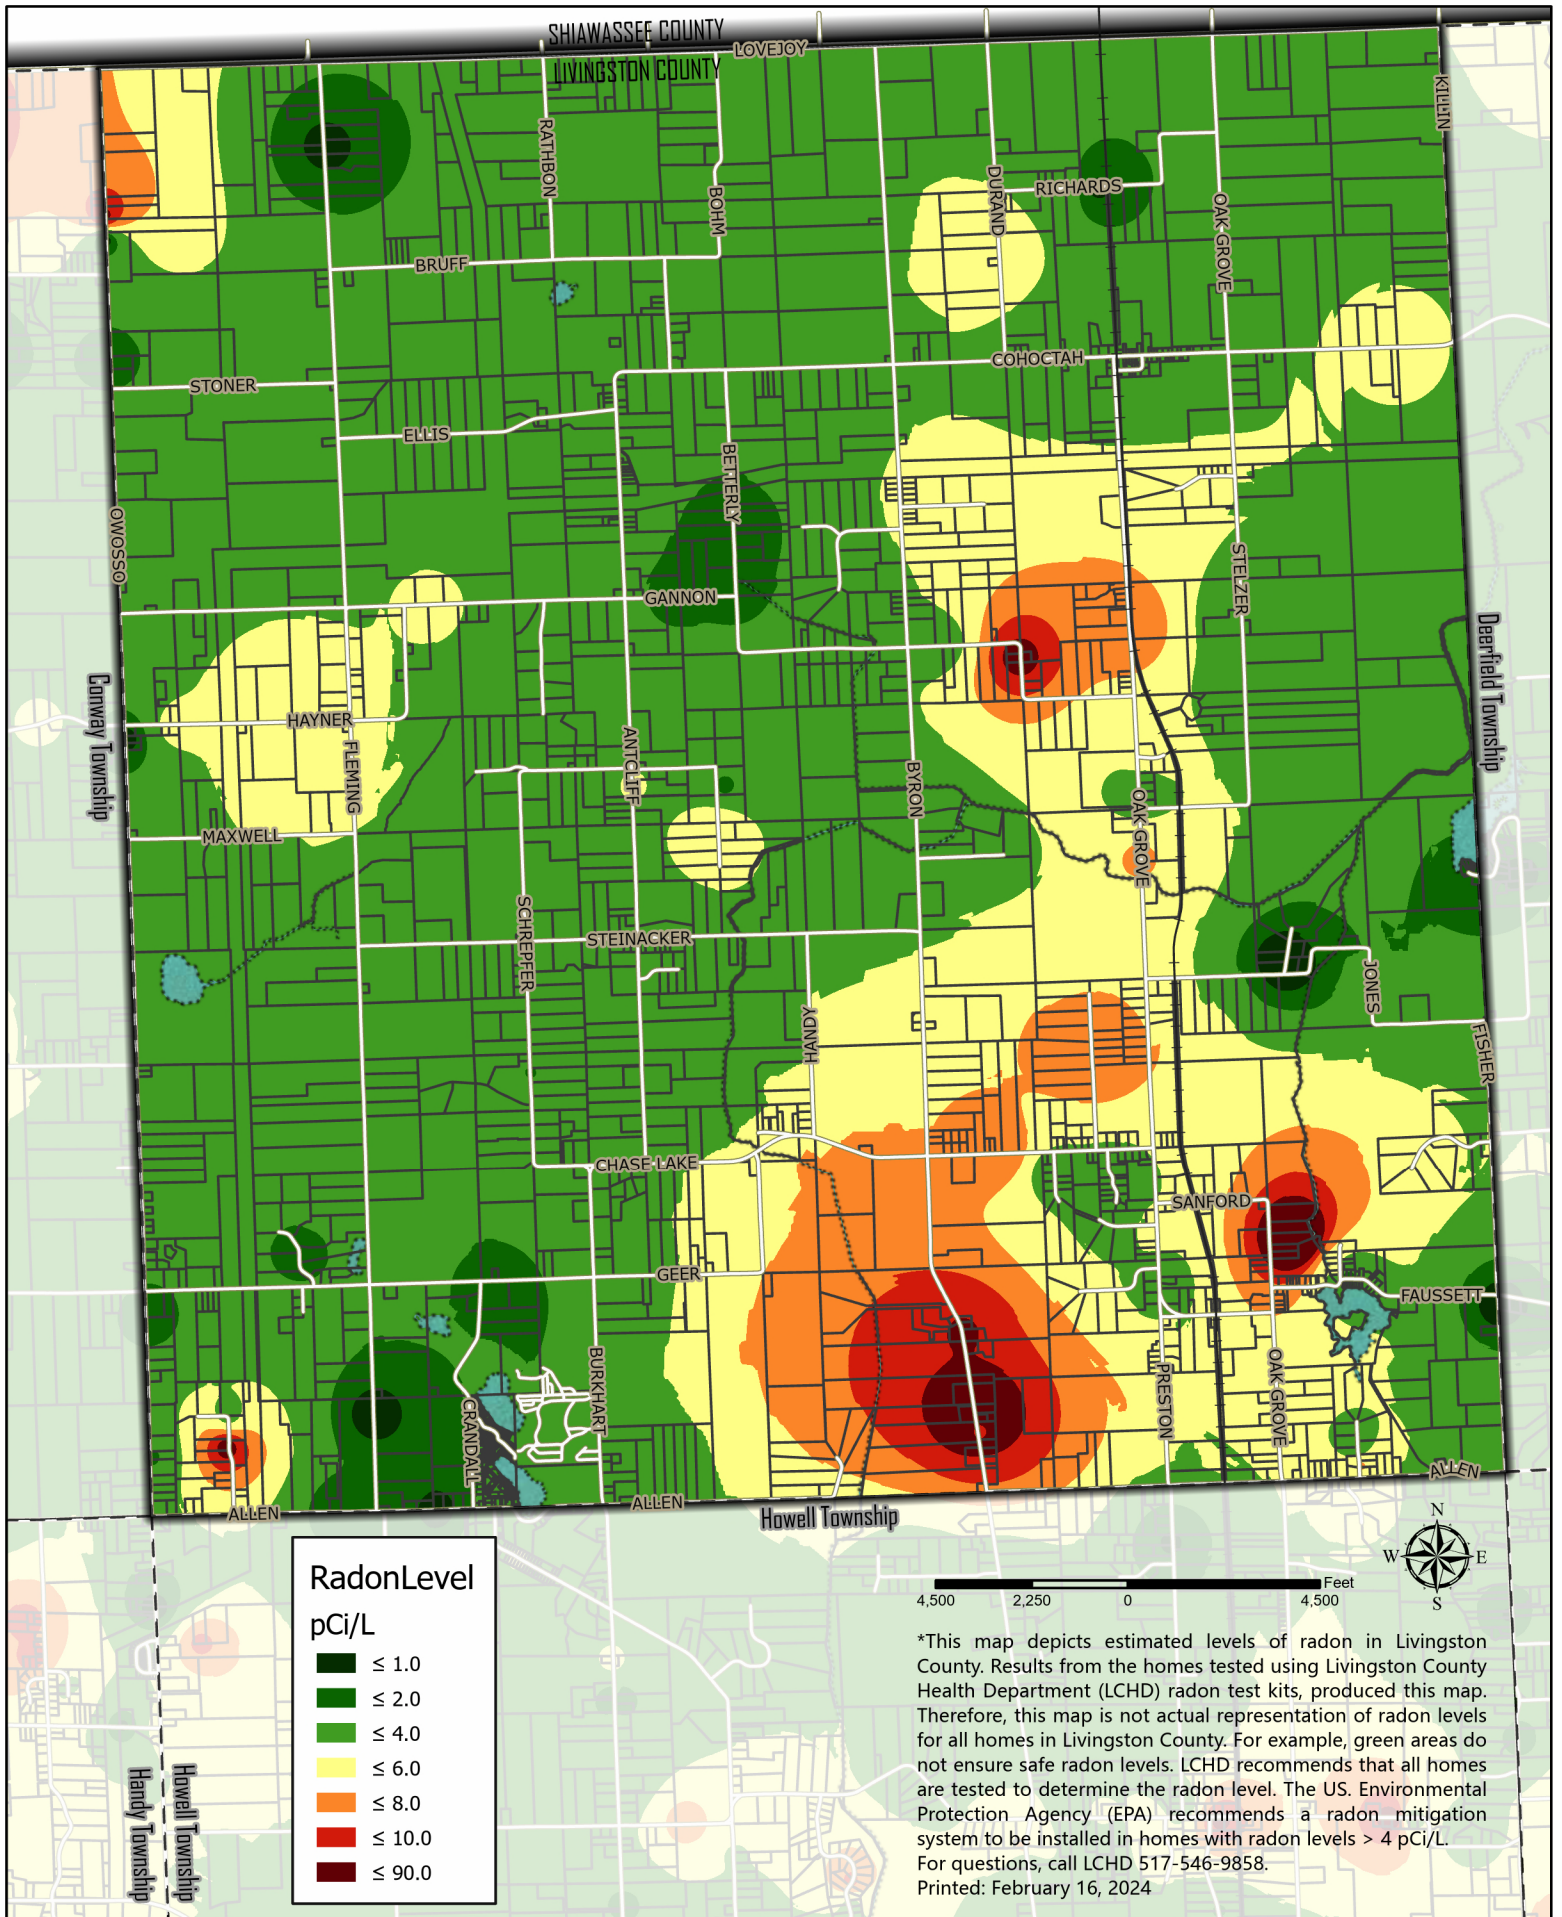 SHIAWASSEE COUNTY
LOVEJOY
LIVINGSTON COUNTY
KILLIN
RATHBON
BOHM
DURAND
RICHARDS
OAK GROVE
BRUFF
COHOCTAH
STONER
ELLIS
BETTERLY
OWOSSO
STELZER
GANNON
Deerfield Township
Conway Township
HAYNER
FLEMING
ANTCLIFF
BYRON
OAK GROVE
MAXWELL
SCHREPFER
STEINACKER
JONES
HANDY
FISHER
CHASE LAKE
SANFORD
GEER
FAUSSETT
BURKHART
PRESTON
OAK GROVE
CRANDALL
ALLEN
ALLEN
ALLEN
Howell Township
N
W
E
S
RadonLevel
pCi/L
≤ 1.0
≤ 2.0
≤ 4.0
≤ 6.0
≤ 8.0
≤ 10.0
≤ 90.0
Feet
4,500 2,250 0 4,500
*This map depicts estimated levels of radon in Livingston
County. Results from the homes tested using Livingston County
Health Department (LCHD) radon test kits, produced this map.
Therefore, this map is not actual representation of radon levels
for all homes in Livingston County. For example, green areas do
not ensure safe radon levels. LCHD recommends that all homes
are tested to determine the radon level. The US. Environmental
Protection Agency (EPA) recommends a radon mitigation
system to be installed in homes with radon levels > 4 pCi/L.
For questions, call LCHD 517-546-9858.
Printed: February 16, 2024
Handy Township
Howell Township